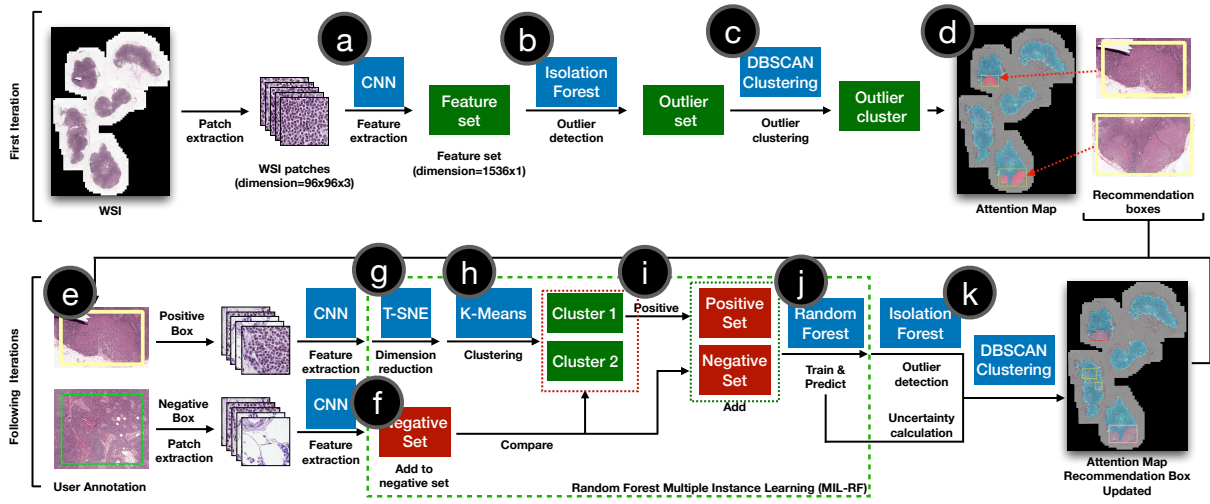 First Iteration
a
b
c
d
CNN
Isolation
Forest
DBSCAN
Clustering
Feature
set
Outlier
set
Outlier
cluster
Patch
extraction
Feature
extraction
Outlier
detection
Outlier
clustering
WSI patches
(dimension=96x96x3)
Feature set
(dimension=1536x1)
WSI
Attention Map
Recommendation
boxes
Following Iterations
e
g
h
i
j
k
Positive
Box
CNN
T-SNE
K-Means
Cluster 1
Cluster 2
Positive
Positive
Set
Negative
Set
Random
Forest
Isolation
Forest
DBSCAN
Clustering
Feature
extraction
Dimension
reduction
Clustering
Train &
Predict
Outlier
detection
Negative
Box
Patch
extraction
CNN
f
Negative
Set
Feature
extraction
Compare
Add
Uncertainty
calculation
User Annotation
Add to
negative set
Random Forest Multiple Instance Learning (MIL-RF)
Attention Map
Recommendation Box
Updated